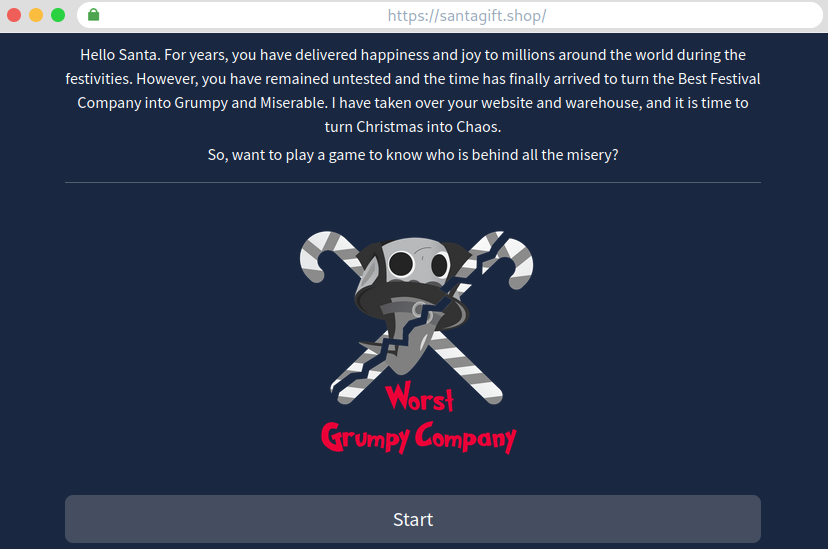 https://santagift.shop/
Hello Santa. For years, you have delivered happiness and joy to millions around the world during the
festivities. However, you have remained untested and the time has finally arrived to turn the Best Festival
Company into Grumpy and Miserable. I have taken over your website and warehouse, and it is time to
turn Christmas into Chaos.
So, want to play a game to know who is behind all the misery?
Worst
Grumpy Company
Start